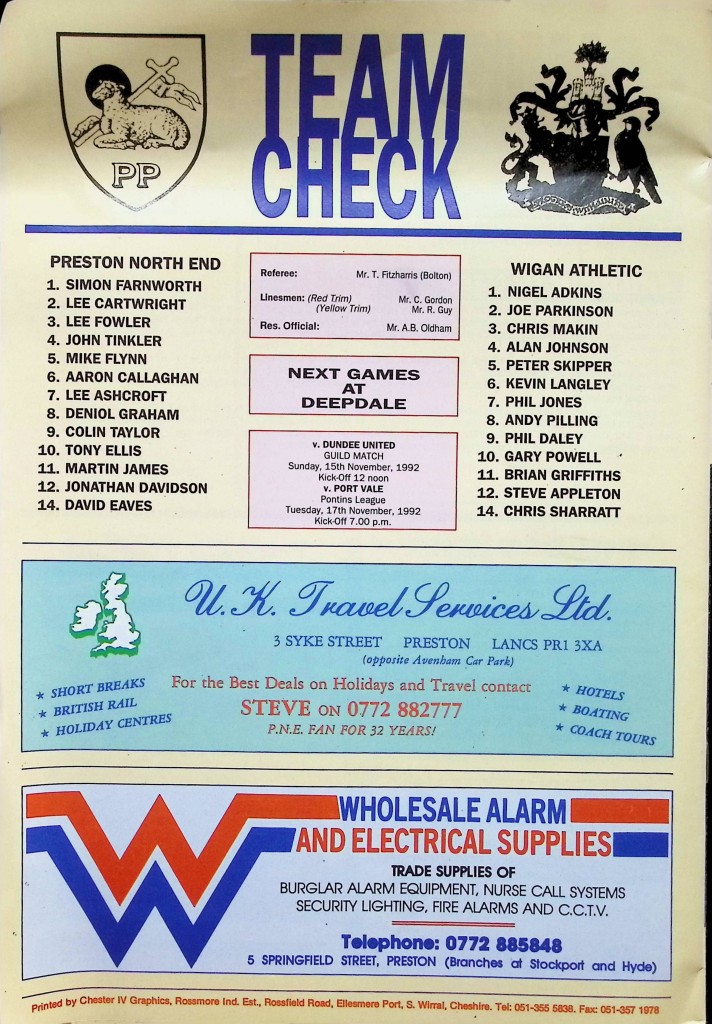 TEAM
CHECK
PP
PRESTON NORTH END
1. SIMON FARNWORTH
2. LEE CARTWRIGHT
3. LEE FOWLER
4. JOHN TINKLER
5. MIKE FLYNN
6. AARON CALLAGHAN
7. LEE ASHCROFT
8. DENIOL GRAHAM
9. COLIN TAYLOR
10. TONY ELLIS
11. MARTIN JAMES
12. JONATHAN DAVIDSON
14. DAVID EAVES
Referee: Mr. T. Fitzharris (Bolton)
Linesmen: (Red Trim) Mr. C. Gordon
(Yellow Trim) Mr. R. Guy
Res. Official: Mr. A.B. Oldham
NEXT GAMES
AT
DEEPDALE
v. DUNDEE UNITED
GUILD MATCH
Sunday, 15th November, 1992
Kick-Off 12 noon
v. PORT VALE
Pontins League
Tuesday, 17th November, 1992
Kick-Off 7.00 p.m.
WIGAN ATHLETIC
1. NIGEL ADKINS
2. JOE PARKINSON
3. CHRIS MAKIN
4. ALAN JOHNSON
5. PETER SKIPPER
6. KEVIN LANGLEY
7. PHIL JONES
8. ANDY PILLING
9. PHIL DALEY
10. GARY POWELL
11. BRIAN GRIFFITHS
12. STEVE APPLETON
14. CHRIS SHARRATT
U.K. Travel Services Ltd.
3 SYKE STREET PRESTON LANCS PR1 3XA
(opposite Avenham Car Park)
For the Best Deals on Holidays and Travel contact
STEVE ON 0772 882777
P.N.E. FAN FOR 32 YEARS!
★ SHORT BREAKS
★ BRITISH RAIL
★ HOLIDAY CENTRES
★ HOTELS
★ BOATING
★ COACH TOURS
WHOLESALE ALARM
AND ELECTRICAL SUPPLIES
TRADE SUPPLIES OF
BURGLAR ALARM EQUIPMENT, NURSE CALL SYSTEMS
SECURITY LIGHTING, FIRE ALARMS AND C.C.T.V.
Telephone: 0772 885848
5 SPRINGFIELD STREET, PRESTON (Branches at Stockport and Hyde)
Printed by Chester IV Graphics, Rossmore Ind. Est., Rossfield Road, Ellesmere Port, S. Wirral, Cheshire. Tel: 051-355 5838. Fax: 051-357 1978